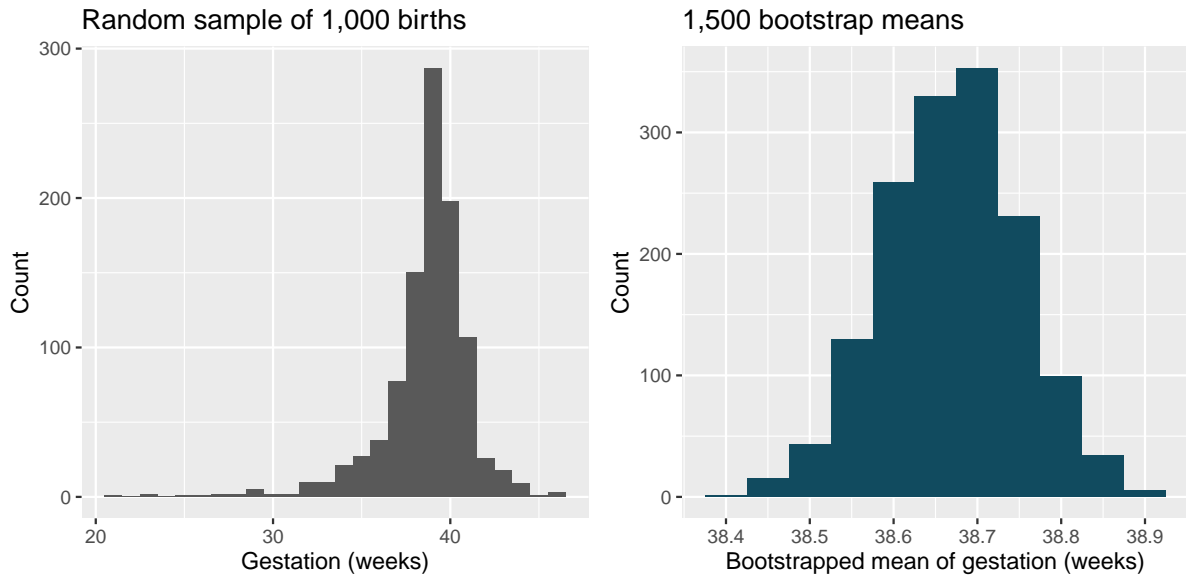 Random sample of 1,000 births
300
200
100
0
Count
20
30
40
Gestation (weeks)
1,500 bootstrap means
300
200
100
0
Count
38.4
38.5
38.6
38.7
38.8
38.9
Bootstrapped mean of gestation (weeks)